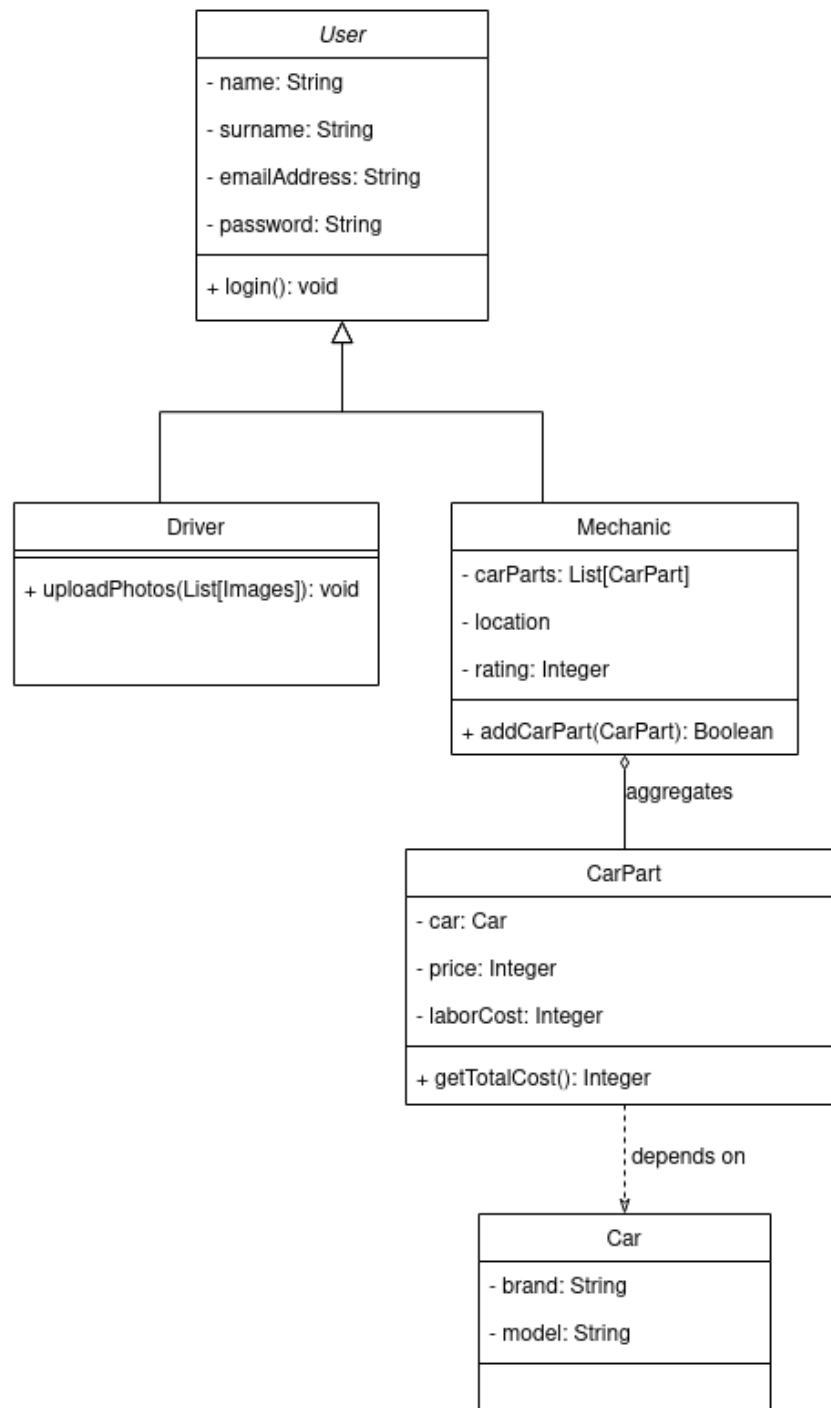 User
- name: String
- surname: String
- emailAddress: String
- password: String
+ login(): void
Driver
+ uploadPhotos(List[Images]): void
Mechanic
- carParts: List[CarPart]
- location
- rating: Integer
+ addCarPart(CarPart): Boolean
aggregates
CarPart
- car: Car
- price: Integer
- laborCost: Integer
+ getTotalCost(): Integer
depends on
Car
- brand: String
- model: String